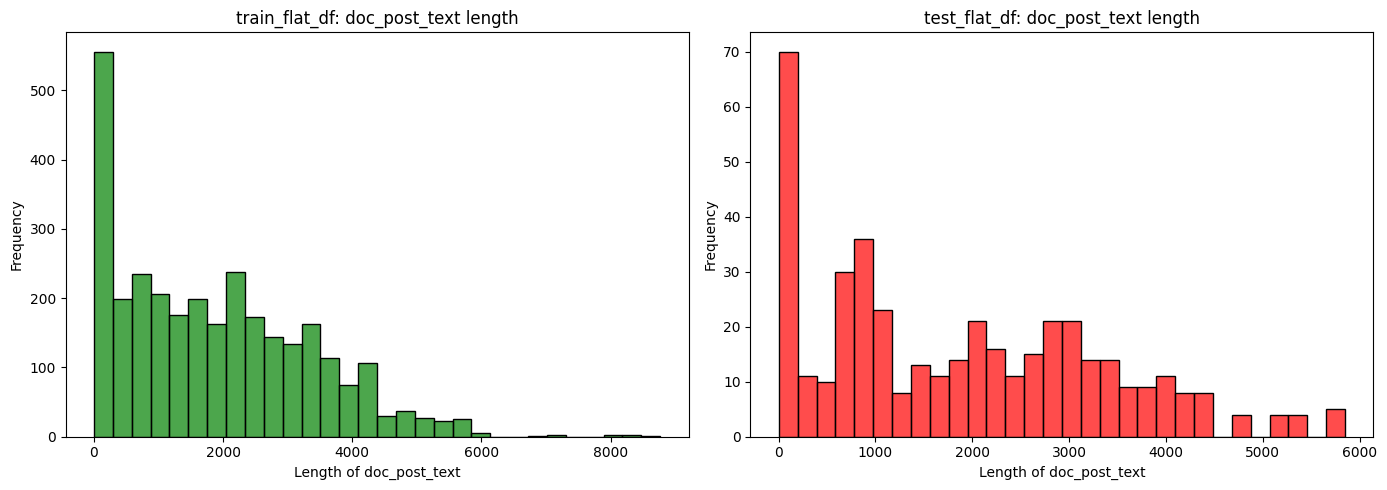 train_flat_df: doc_post_text length
500
400
300
200
100
0
Frequency
0 2000 4000 6000 8000
Length of doc_post_text
test_flat_df: doc_post_text length
70
60
50
40
30
20
10
0
Frequency
0 1000 2000 3000 4000 5000 6000
Length of doc_post_text